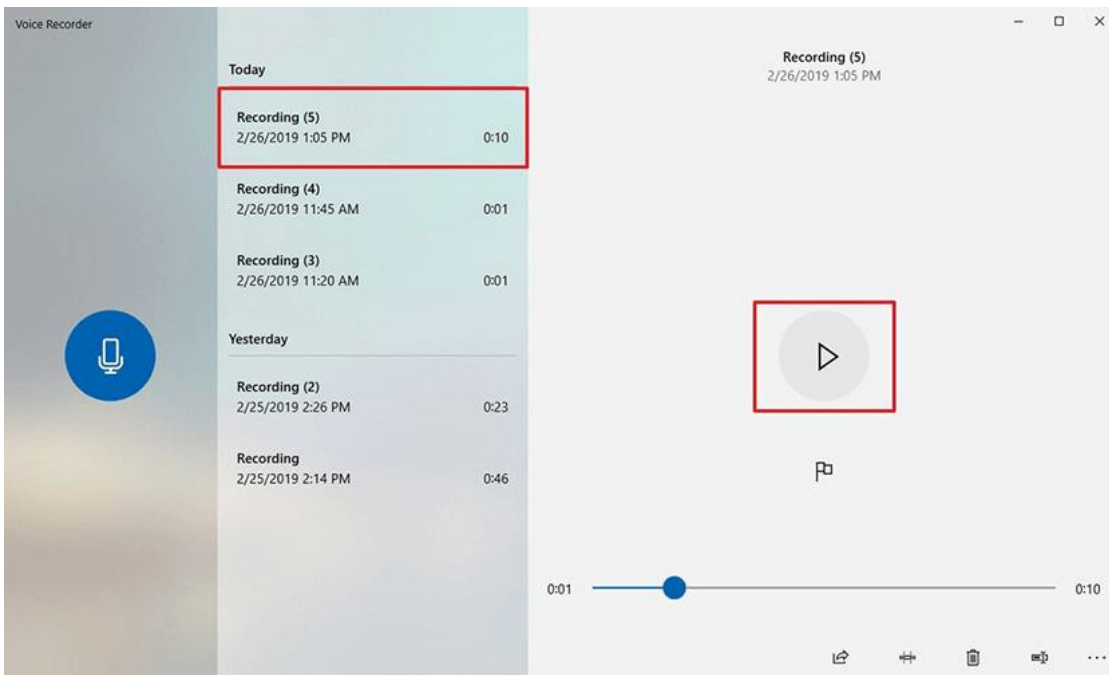 Voice Recorder
Today
Recording (5)
2/26/2019 1:05 PM 0:10
Recording (4)
2/26/2019 11:45 AM 0:01
Recording (3)
2/26/2019 11:20 AM 0:01
Yesterday
Recording (2)
2/25/2019 2:26 PM 0:23
Recording
2/25/2019 2:14 PM 0:46
Recording (5)
2/26/2019 1:05 PM
0:01 0:10